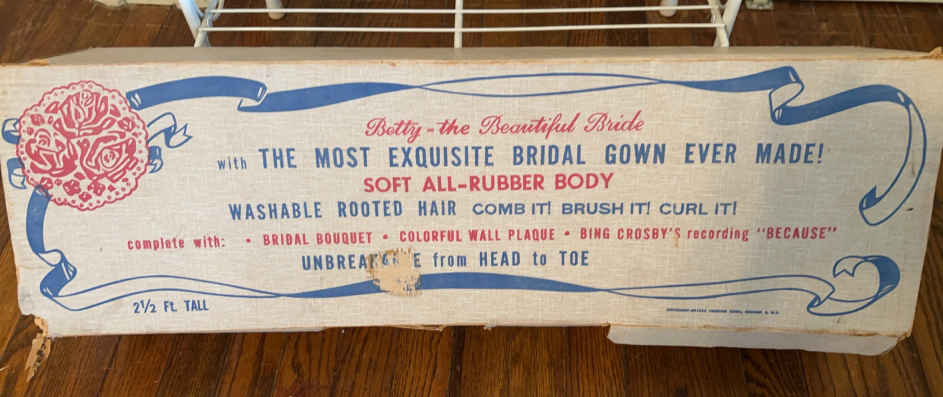 Betty - the Beautiful Bride
with THE MOST EXQUISITE BRIDAL GOWN EVER MADE!
SOFT ALL-RUBBER BODY
WASHABLE ROOTED HAIR COMB IT! BRUSH IT! CURL IT!
complete with: • BRIDAL BOUQUET • COLORFUL WALL PLAQUE • BING CROSBY'S recording "BECAUSE"
from HEAD to TOE
2½ Ft. TALL